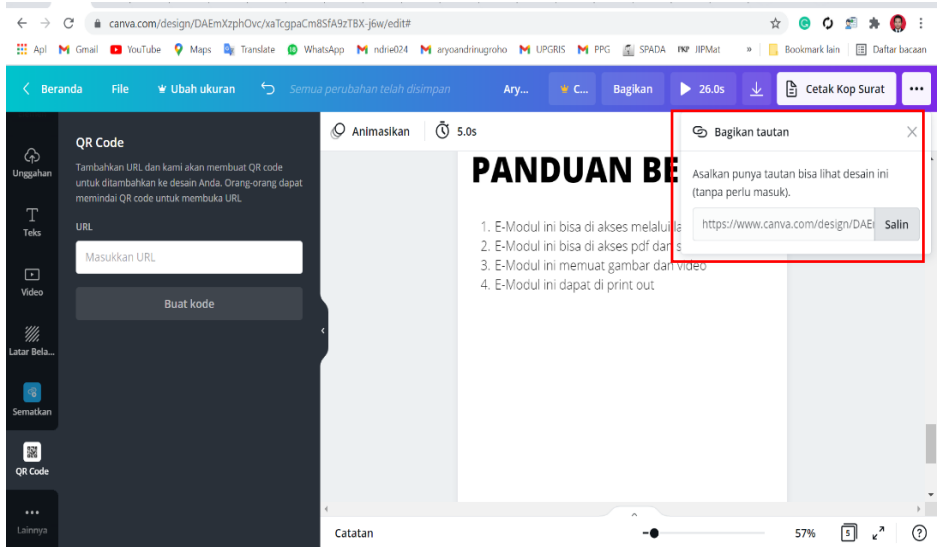 canva.com/design/DAEmXzphOvc/xaTcgpaCm8SfA9zTBX-j6w/edit#
Apl Gmail YouTube Maps Translate WhatsApp ndrie024 aryoandrinugroho UPGRIS PPG SPADA JIPMat » Bookmark lain Daftar bacaan
Beranda File Ubah ukuran Semua perubahan telah disimpan Ary... C... Bagikan 26.0s Cetak Kop Surat
Unggahan
Teks
Video
Latar Bela...
Sematkan
QR Code
Lainnya
QR Code
Tambahkan URL dan kami akan membuat QR code
untuk ditambahkan ke desain Anda. Orang-orang dapat
memindai QR code untuk membuka URL
URL
Masukkan URL
Buat kode
Animasikan 5.0s
PANDUAN BE
1. E-Modul ini bisa di akses melalui
2. E-Modul ini bisa di akses pdf dan s
3. E-Modul ini memuat gambar dan video
4. E-Modul ini dapat di print out
Bagikan tautan
Asalkan punya tautan bisa lihat desain ini
(tanpa perlu masuk).
https://www.canva.com/design/DAE Salin
Catatan 57% 5